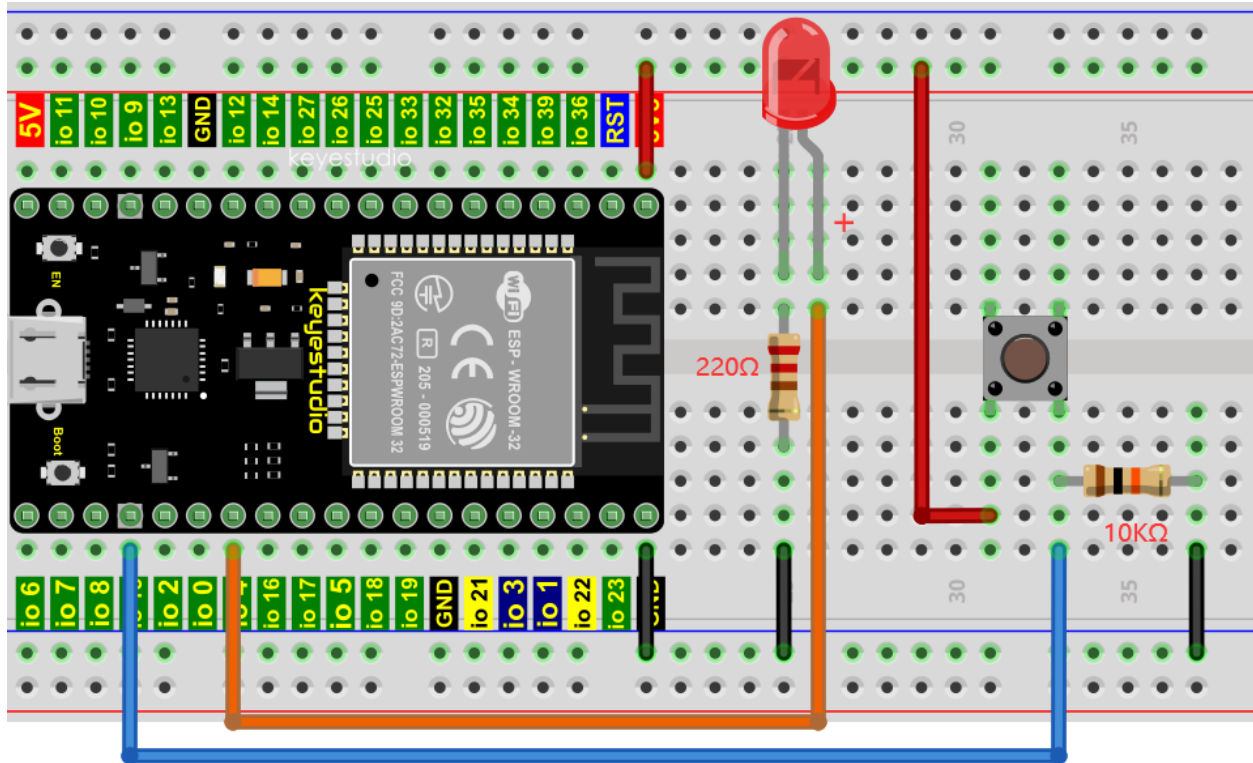 5V
io 11
io 10
io 9
io 13
GND
io 12
io 14
io 27
io 26
io 25
io 33
io 32
io 35
io 34
io 39
io 36
RST
30
35
keyestudio
+
EN
keyestudio
Boot
WiFi
ESP - WROOM -32
CE
R
205 - 000519
FCC 9D:2AC72-ESPWROOM 32
220Ω
10KΩ
io 6
io 7
io 8
io 2
io 0
io 16
io 17
io 5
io 18
io 19
GND
io 21
io 3
io 1
io 22
io 23
30
35